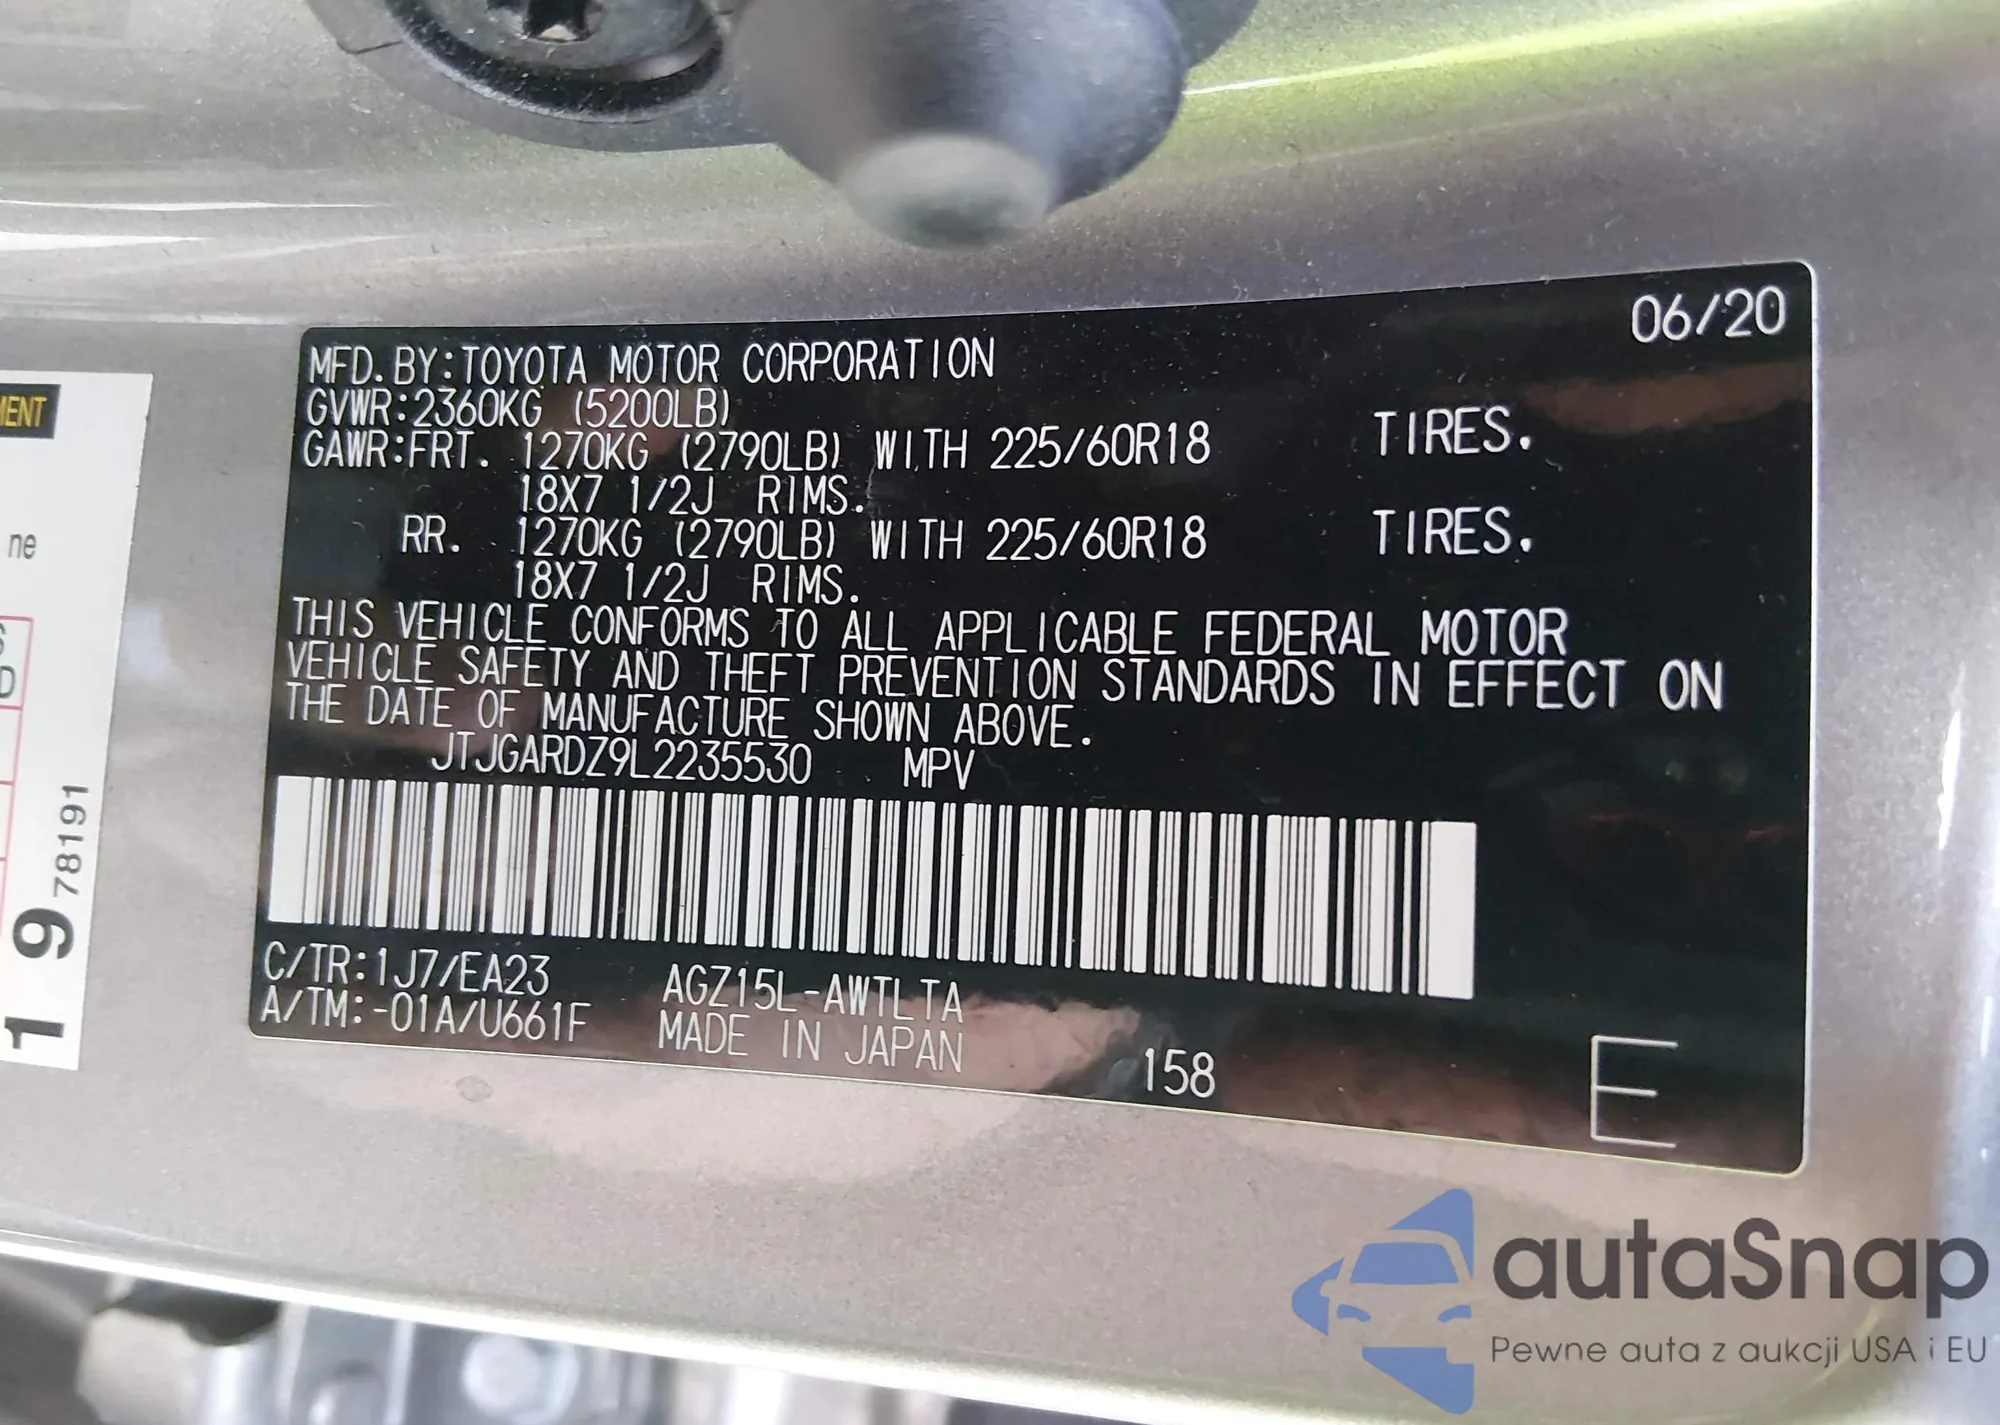 06/20
MFD. BY:TOYOTA MOTOR CORPORATION
GVWR:2360KG (5200LB)
GAWR:FRT. 1270KG (2790LB) WITH 225/60R18 TIRES.
18X7 1/2J RIMS.
RR. 1270KG (2790LB) WITH 225/60R18 TIRES.
18X7 1/2J RIMS.
THIS VEHICLE CONFORMS TO ALL APPLICABLE FEDERAL MOTOR
VEHICLE SAFETY AND THEFT PREVENTION STANDARDS IN EFFECT ON
THE DATE OF MANUFACTURE SHOWN ABOVE.
JTJGARDZ9L2235530 MPV
C/TR:1J7/EA23 AGZ15L-AWTLTA
A/TM:-01A/U661F MADE IN JAPAN
158
E
ne
19 78191
autaSnap
Pewne auta z aukcji USA i EU